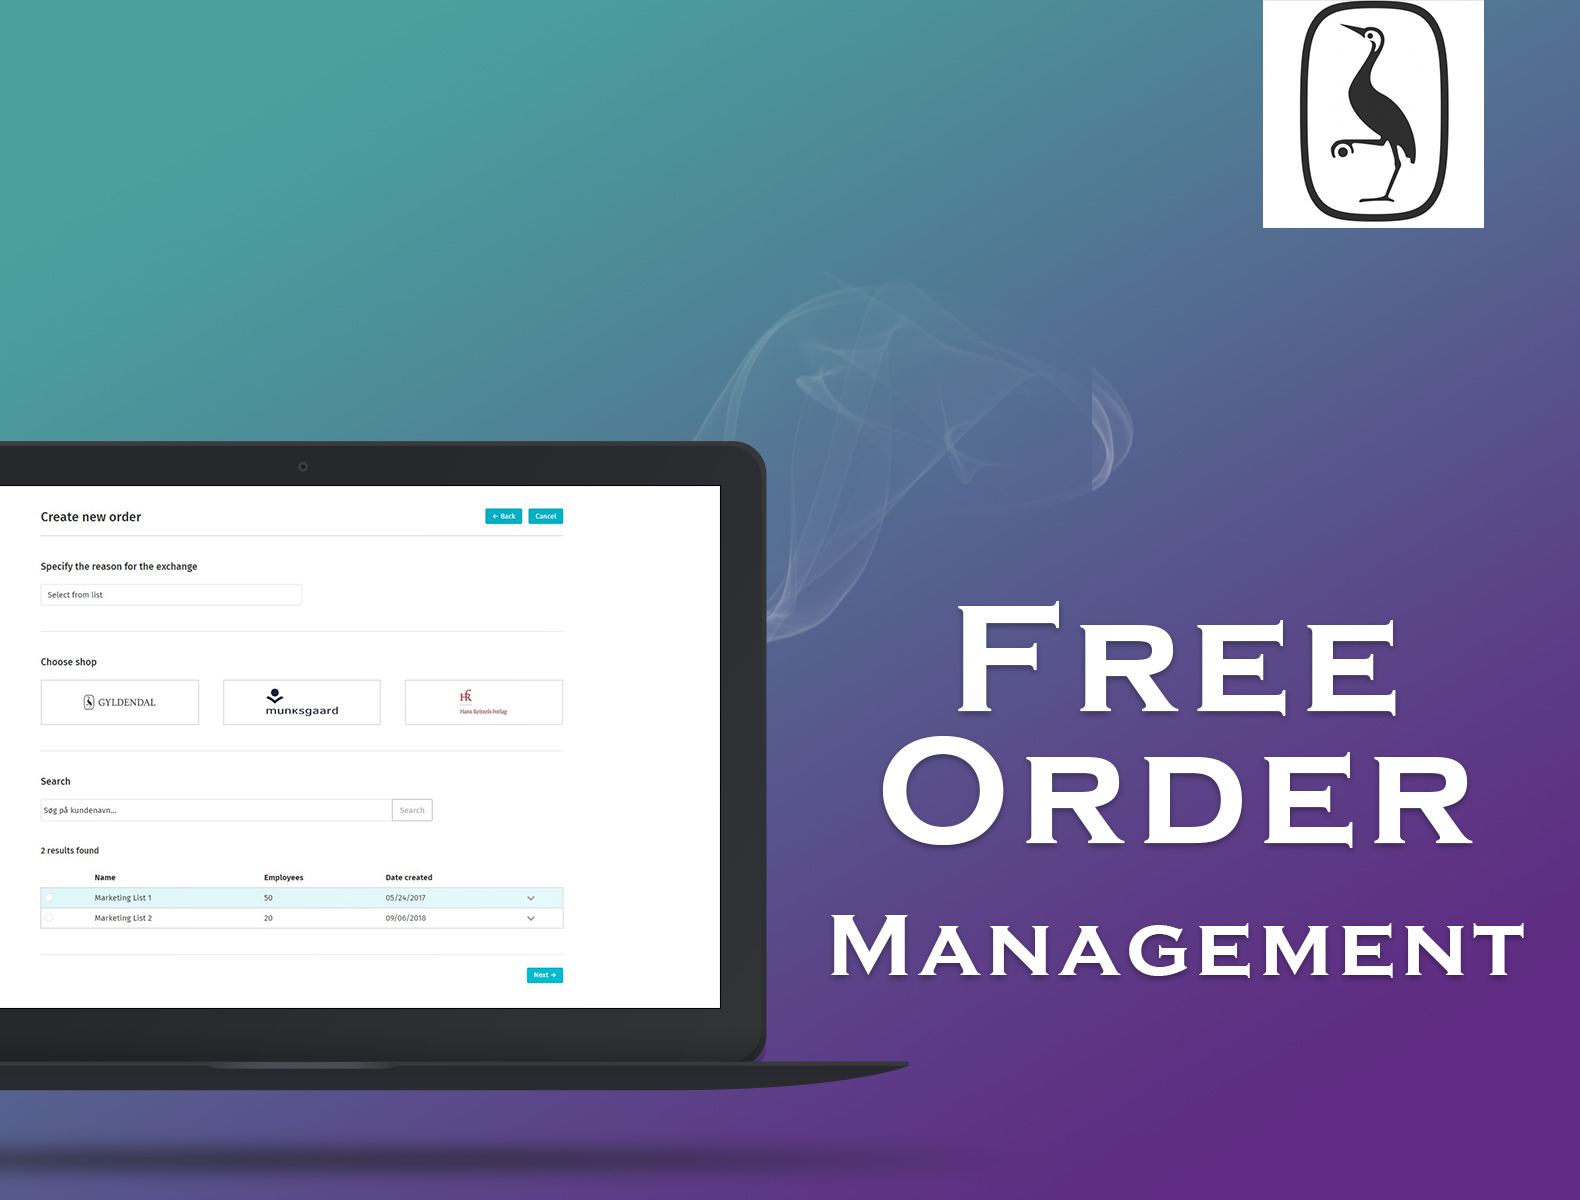 Create new order
← Back
Cancel
Specify the reason for the exchange
Select from list
Choose shop
GYLDENDAL
munksgaard
HR
Hans Reitzels Forlag
Search
Søg på kundenavn...
Search
2 results found
Name Employees Date created
Marketing List 1 50 05/24/2017
Marketing List 2 20 09/06/2018
Next →
Free
Order
Management